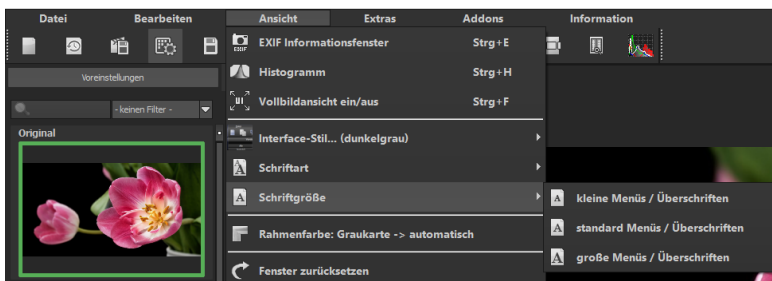 Datei Bearbeiten Ansicht Extras Addons Information
EXIF
EXIF Informationsfenster Strg+E
Histogramm Strg+H
UI
Vollbildansicht ein/aus Strg+F
Interface-Stil... (dunkelgrau)
A
Schriftart
A
Schriftgröße
Rahmenfarbe: Graukarte -> automatisch
Fenster zurücksetzen
Voreinstellungen
- keinen Filter -
Original
A
kleine Menüs / Überschriften
A
standard Menüs / Überschriften
A
große Menüs / Überschriften